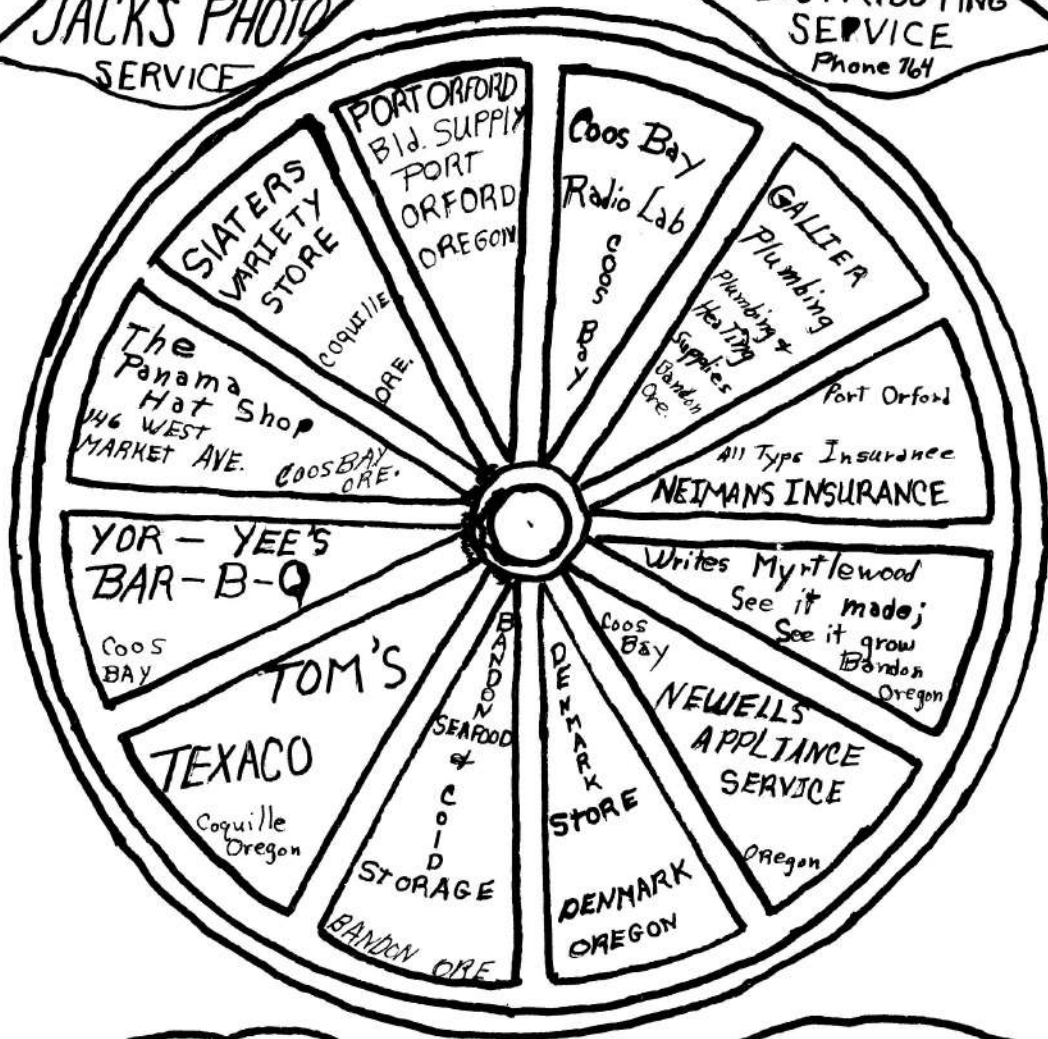 JACKS PHOTO
SERVICE
SERVICE
Phone 764
PORT ORFORD
Bld. SUPPLY
PORT
ORFORD
OREGON
Coos Bay
Radio Lab
COOS BAY
GALLIER
Plumbing
Plumbing &
Heating
Supplies
Bandon
Ore.
Port Orford
All Type Insurance
NEIMANS INSURANCE
Writes Myrtlewood
See it made;
See it grow
Bandon
Oregon
Coos
Bay
NEWELLS
APPLIANCE
SERVICE
Oregon
DENMARK
STORE
DENMARK
OREGON
BANDON
SEAFOOD
&
COlD
STORAGE
BANDON ORE
TOM'S
TEXACO
Coquille
Oregon
YOR - YEE'S
BAR-B-Q
COOS
BAY
The
Panama
Hat Shop
WEST
MARKET AVE.
COOS BAY
ORE.
SlATERS
VARIETY
STORE
COQUIllE
ORE.